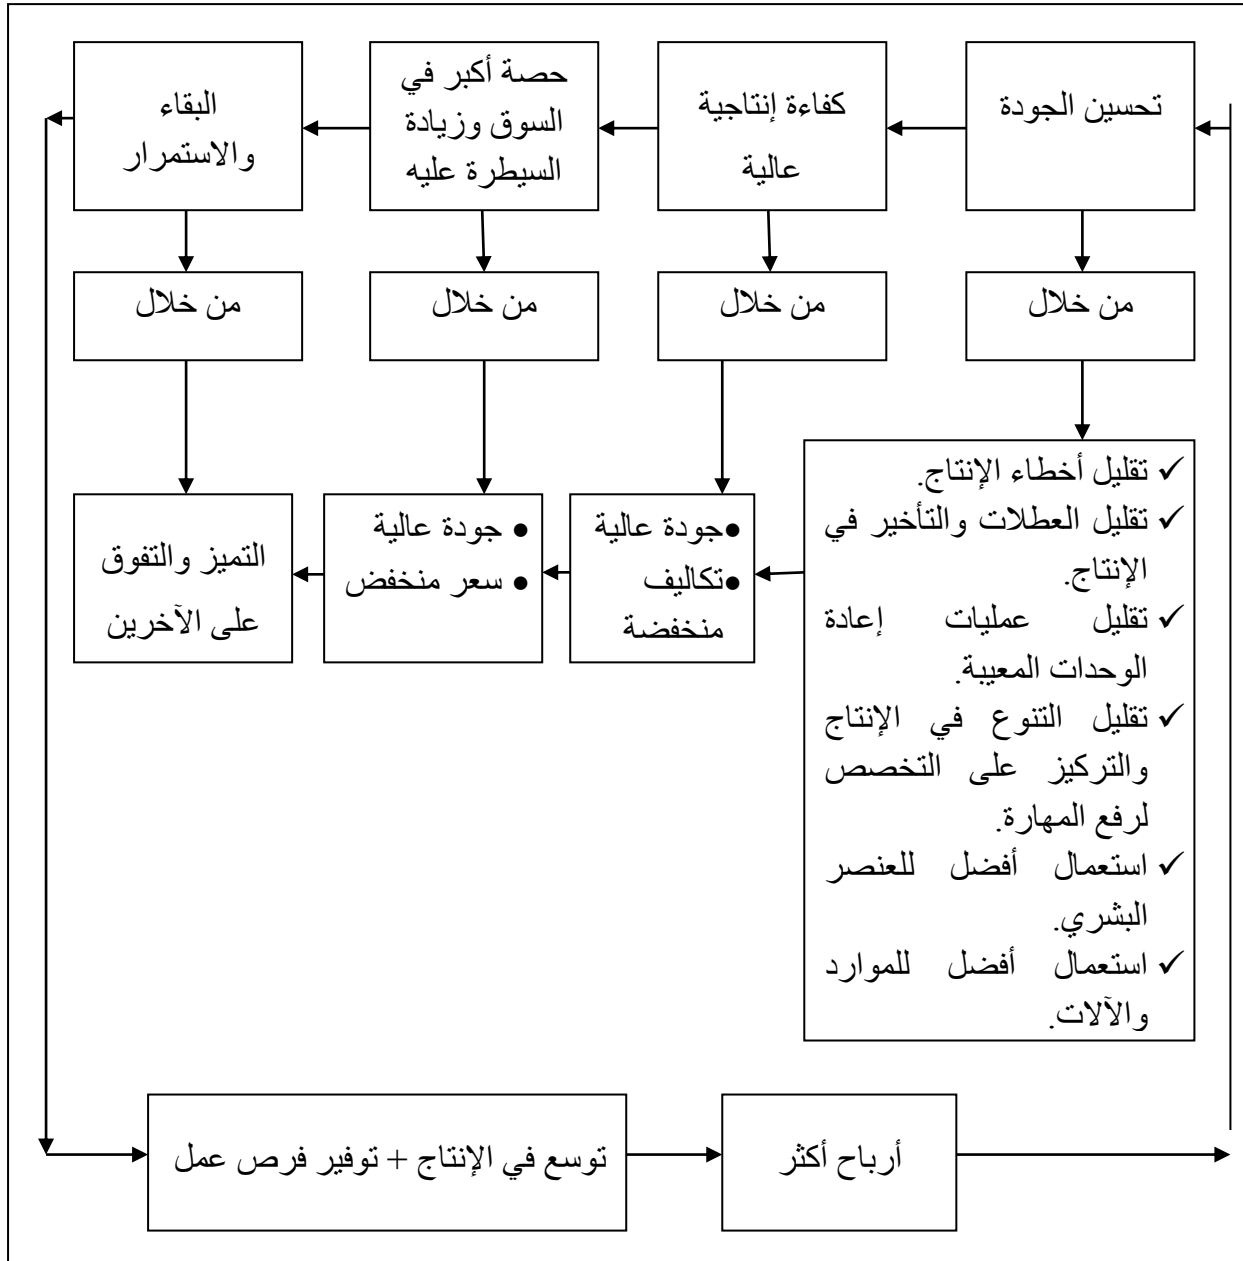 تحسين الجودة
كفاءة إنتاجية
عالية
حصة أكبر في
السوق وزيادة
السيطرة عليه
البقاء
والاستمرار
من خلال
من خلال
من خلال
من خلال
✓ تقليل أخطاء الإنتاج.
✓ تقليل العطلات والتأخير في
الإنتاج.
✓ تقليل عمليات إعادة
الوحدات المعيبة.
✓ تقليل التنوع في الإنتاج
والتركيز على التخصص
لرفع المهارة.
✓ استعمال أفضل للعنصر
البشري.
✓ استعمال أفضل للموارد
والآلات.
• جودة عالية
• تكاليف
منخفضة
• جودة عالية
• سعر منخفض
التميز والتفوق
على الآخرين
توسع في الإنتاج + توفير فرص عمل
أرباح أكثر